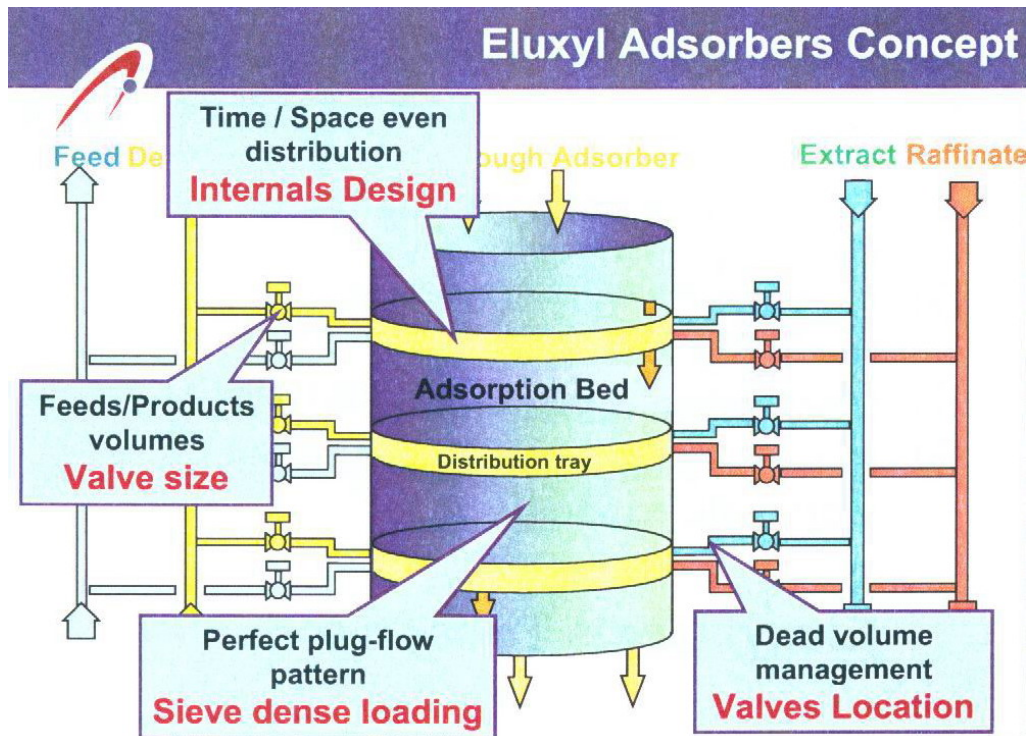 Eluxyl Adsorbers Concept
Time / Space even
distribution
Internals Design
Feed
Adsorber
Extract Raffinate
Adsorption Bed
Feeds/Products
volumes
Valve size
Distribution tray
Perfect plug-flow
pattern
Sieve dense loading
Dead volume
management
Valves Location